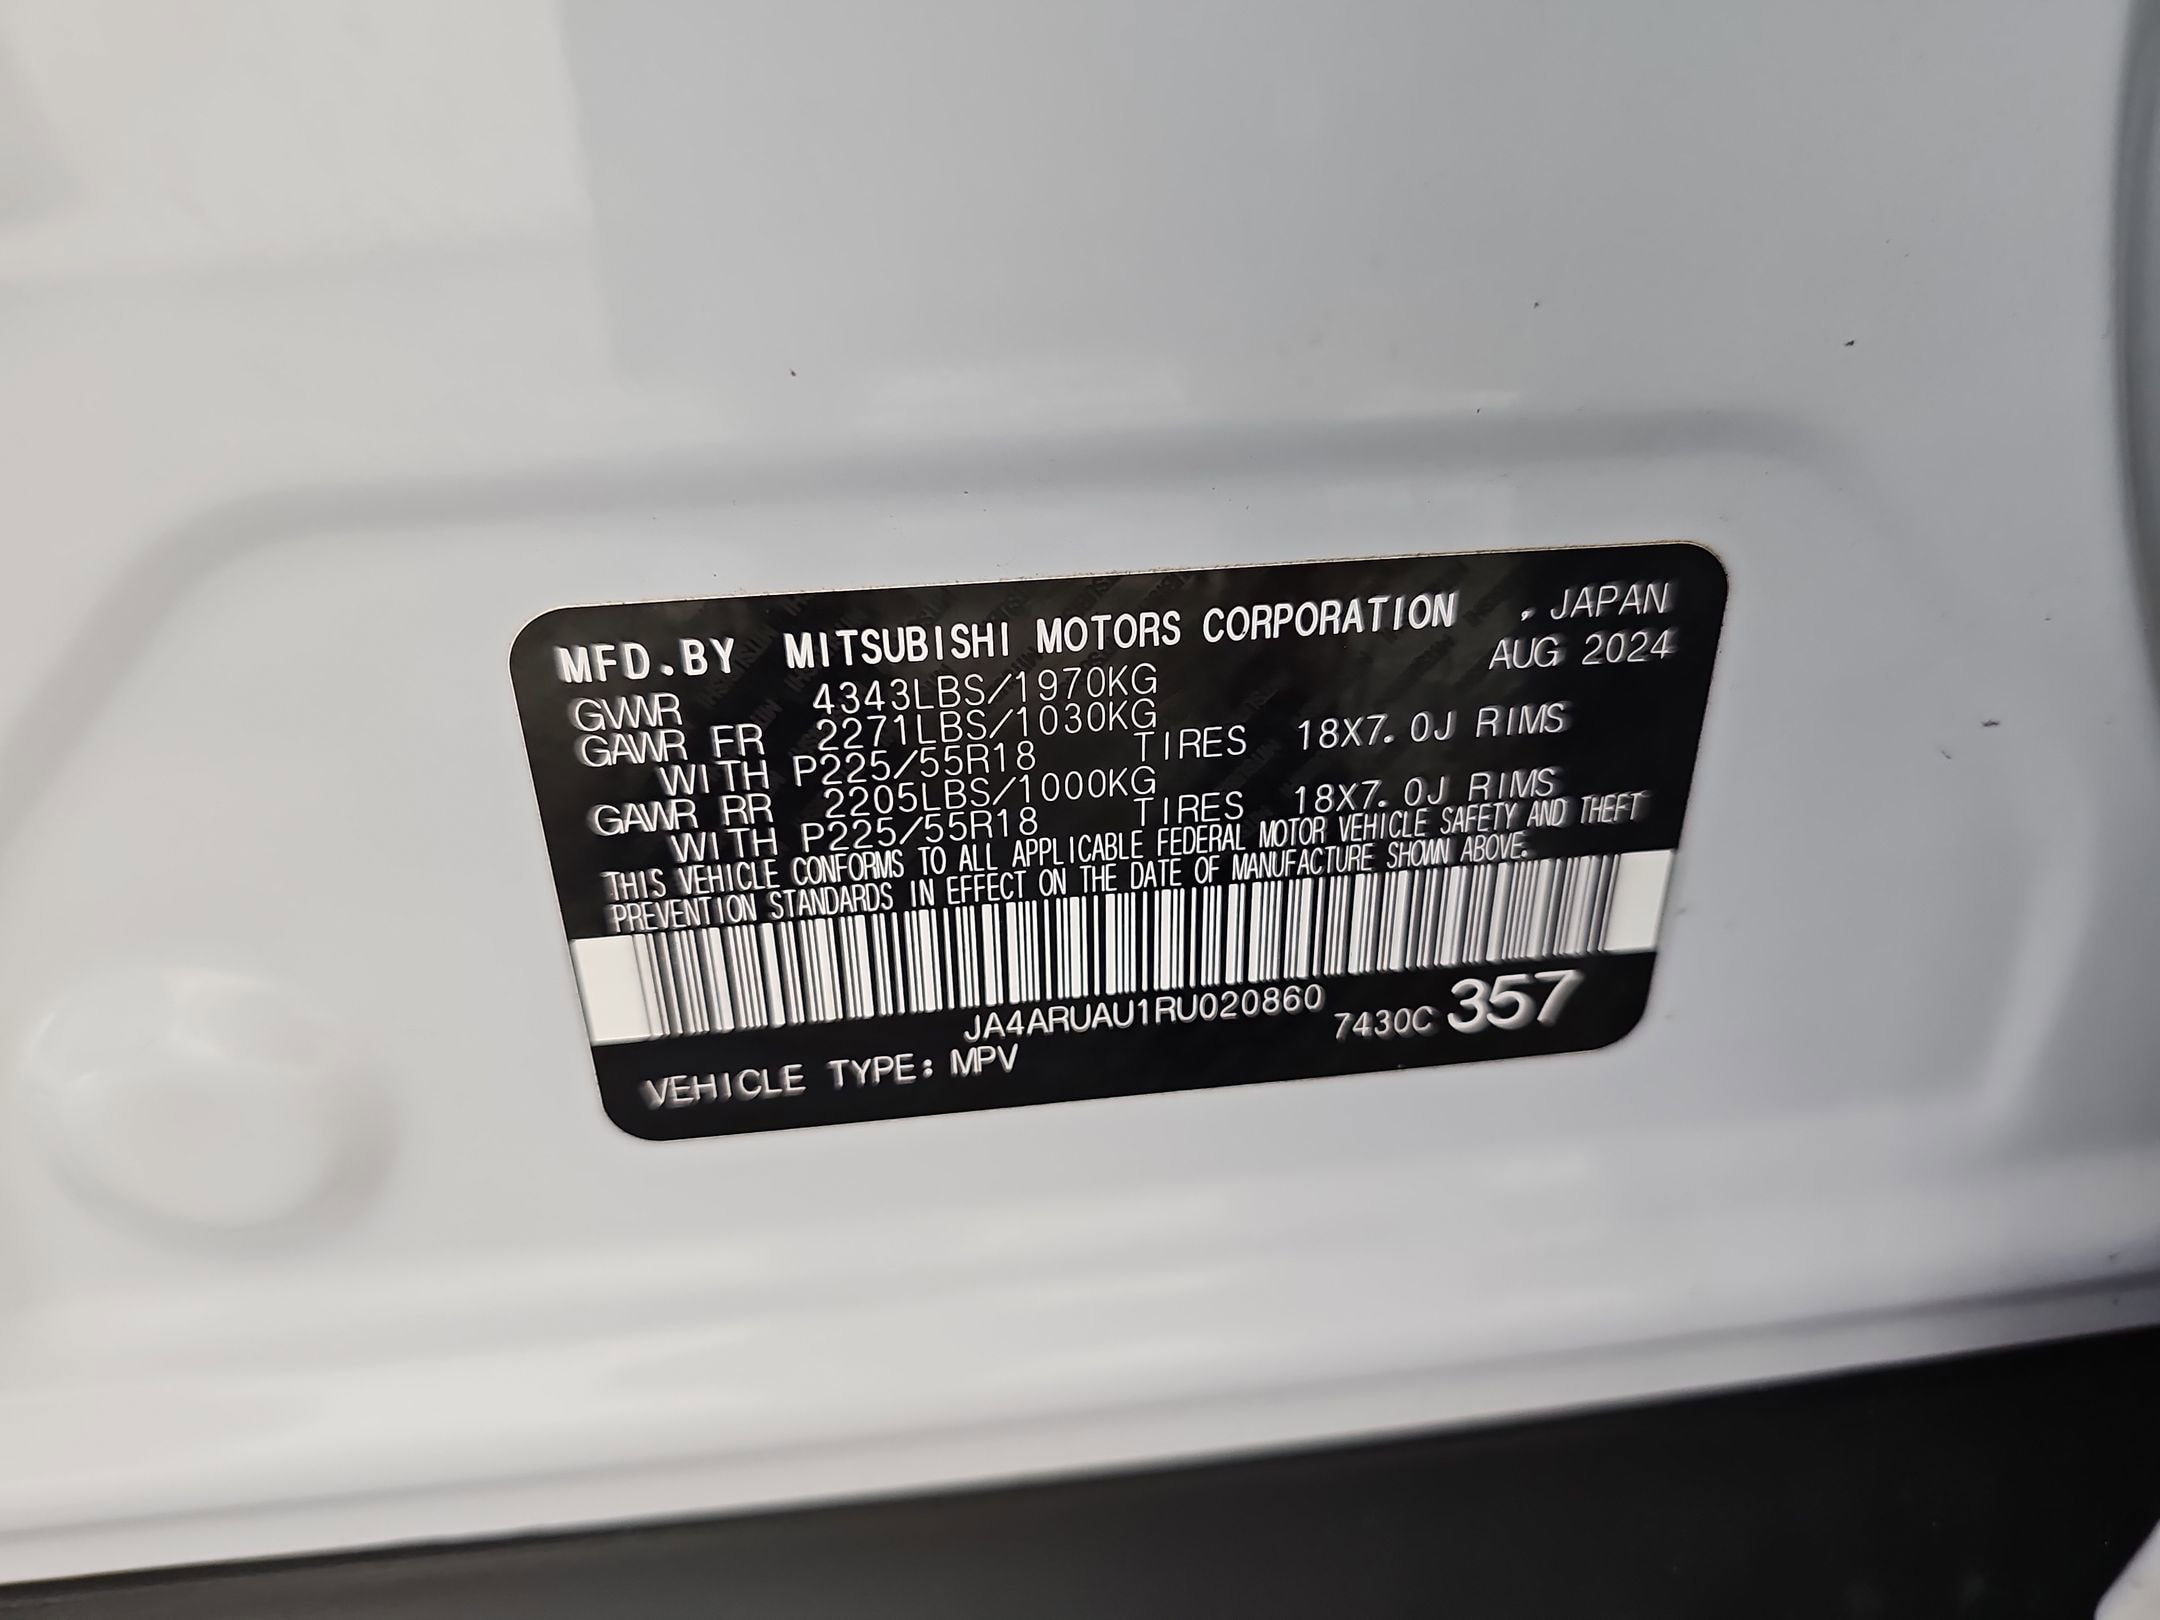 MFD.BY MITSUBISHI MOTORS CORPORATION , JAPAN
AUG 2024
GVWR 4343LBS/1970KG
GAWR FR 2271LBS/1030KG
WITH P225/55R18 TIRES 18X7.0J RIMS
GAWR RR 2205LBS/1000KG
WITH P225/55R18 TIRES 18X7.0J RIMS
THIS VEHICLE CONFORMS TO ALL APPLICABLE FEDERAL MOTOR VEHICLE SAFETY AND THEFT
PREVENTION STANDARDS IN EFFECT ON THE DATE OF MANUFACTURE SHOWN ABOVE.
JA4ARUAU1RU020860 7430C 357
VEHICLE TYPE: MPV